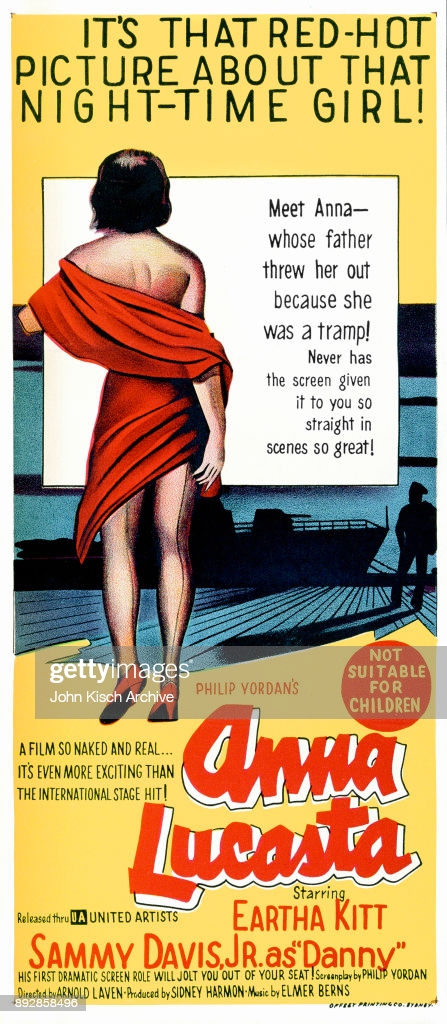 IT'S THAT RED-HOT
PICTURE ABOUT THAT
NIGHT-TIME GIRL!
Meet Anna—
whose father
threw her out
because she
was a tramp!
Never has
the screen given
it to you so
straight in
scenes so great!
gettyimages
John Kisch Archive
NOT
SUITABLE
FOR
CHILDREN
PHILIP YORDAN'S
Anna
Lucasta
A FILM SO NAKED AND REAL...
IT'S EVEN MORE EXCITING THAN
THE INTERNATIONAL STAGE HIT!
Starring
Released thru UA UNITED ARTISTS
EARTHA KITT
SAMMY DAVIS, JR. as "Danny"
HIS FIRST DRAMATIC SCREEN ROLE WILL JOLT YOU OUT OF YOUR SEAT! Screenplay by PHILIP YORDAN
Directed by ARNOLD LAVEN - Produced by SIDNEY HARMON - Music by ELMER BERNS
OFFSET PRINTING CO. SYDNEY.
892858496